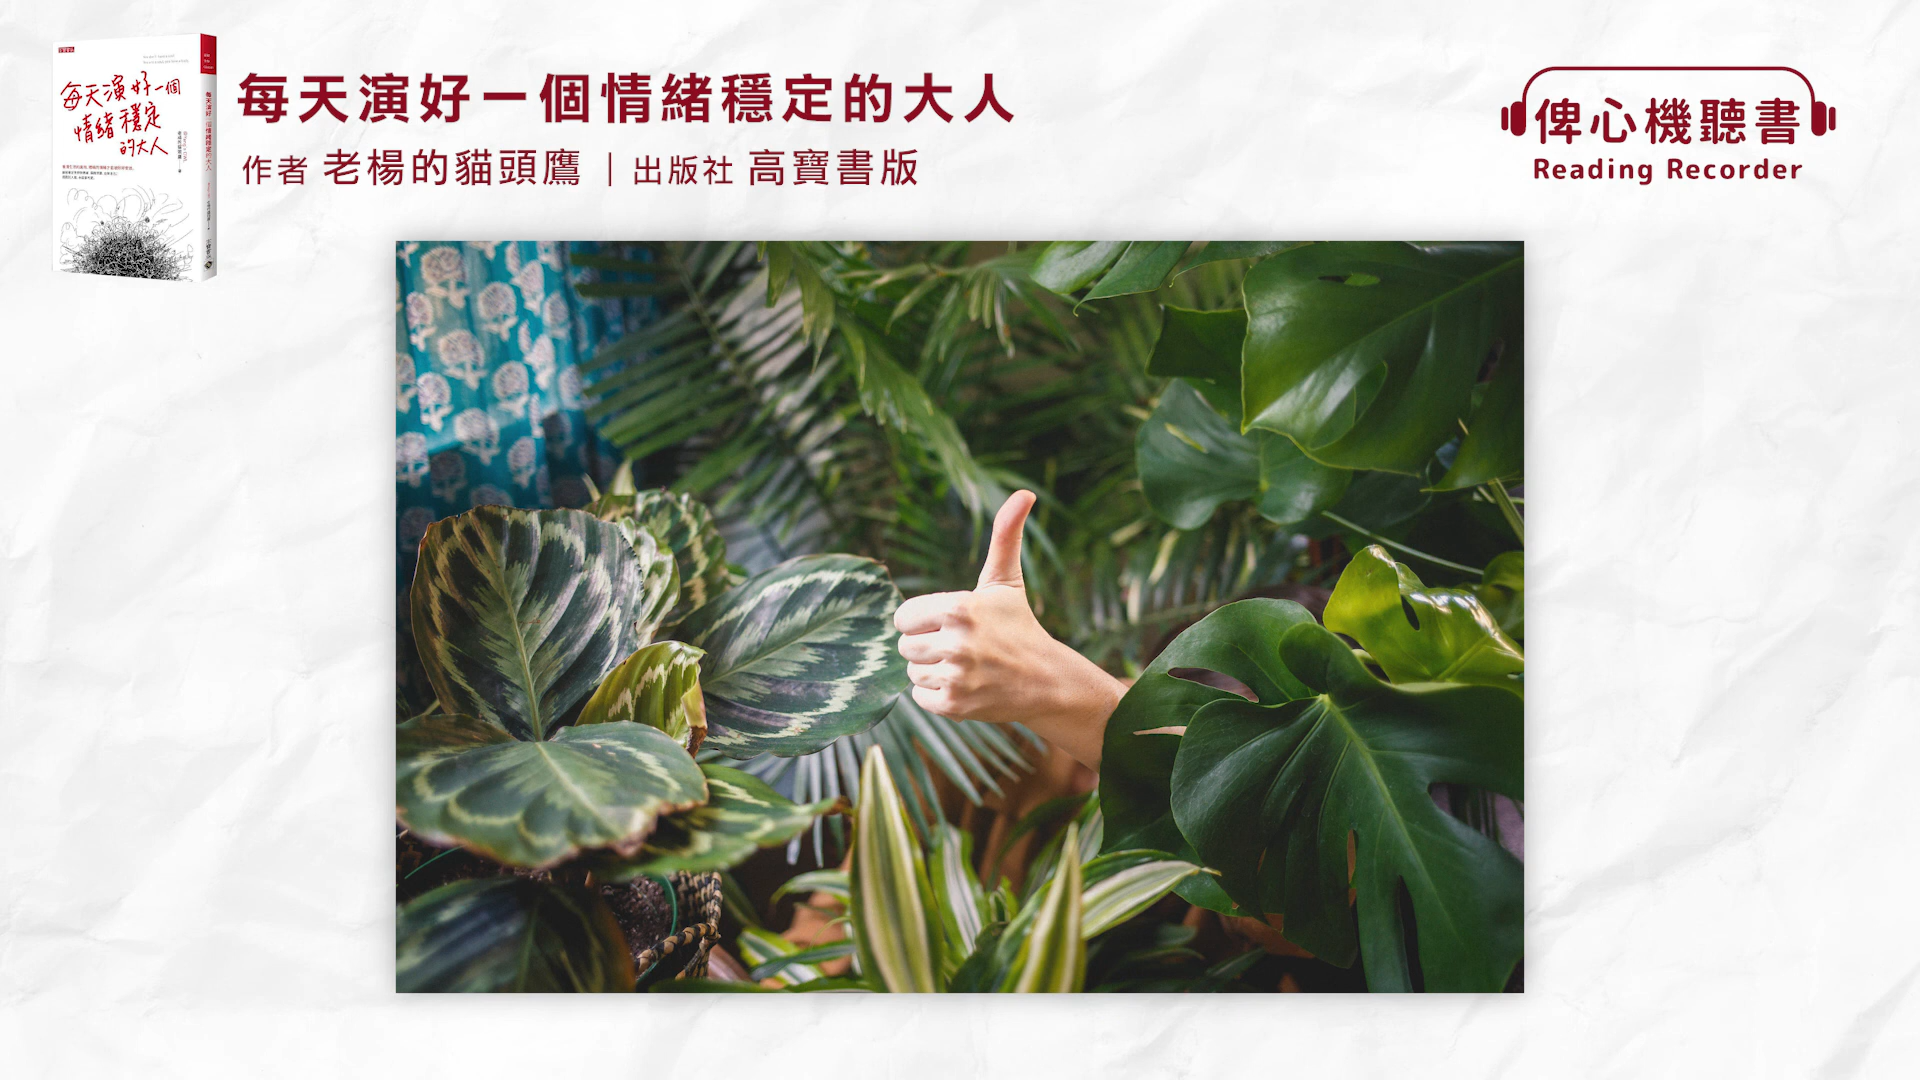 每天演好一個
情緒穩定
的大人
每天演好一個情緒穩定的大人
作者 老楊的貓頭鷹｜出版社 高寶書版
俾心機聽書
Reading Recorder